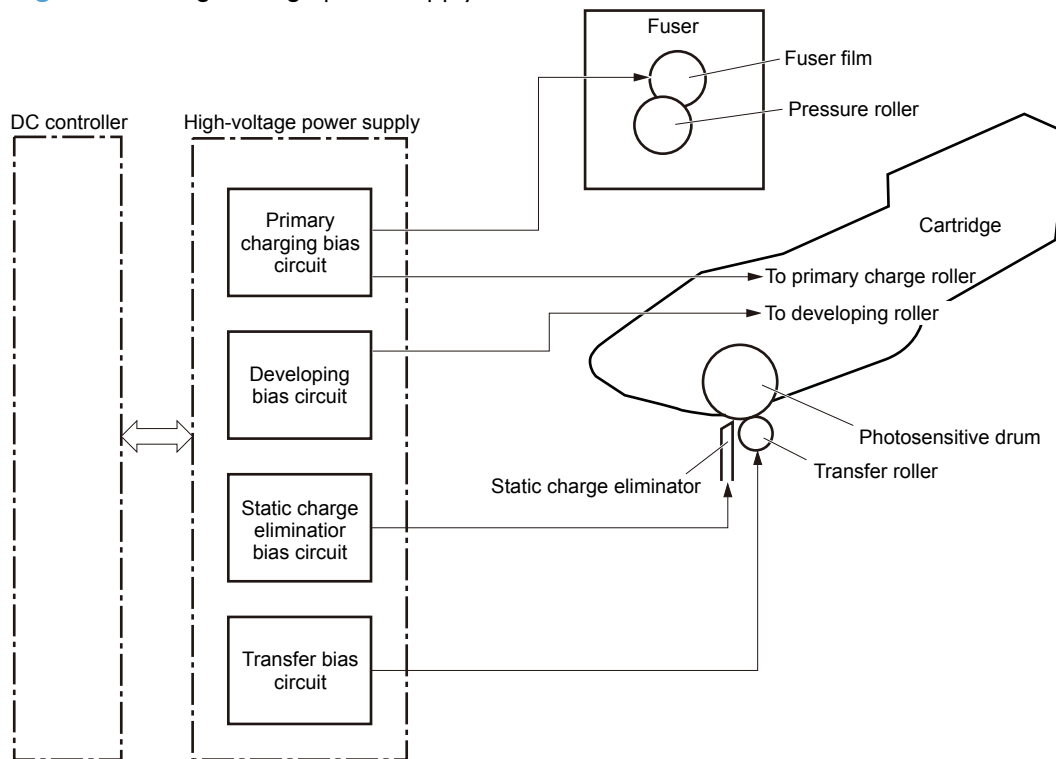 Fuser
Fuser film
Pressure roller
DC controller
High-voltage power supply
Primary
charging bias
circuit
Cartridge
To primary charge roller
To developing roller
Developing
bias circuit
Photosensitive drum
Transfer roller
Static charge eliminator
Static charge
eliminatior
bias circuit
Transfer bias
circuit